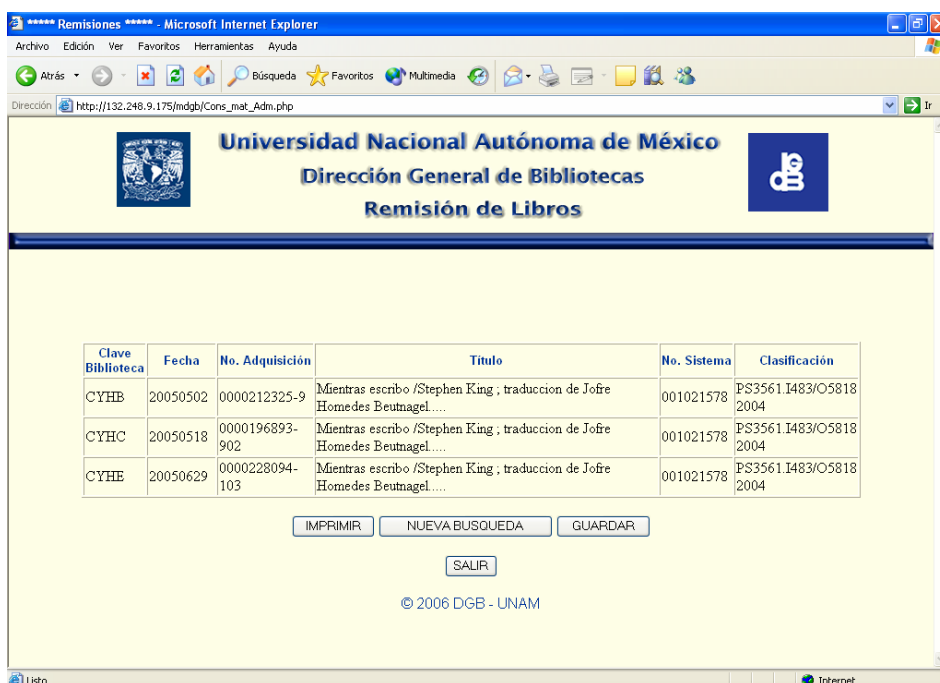 ***** Remisiones ***** - Microsoft Internet Explorer
Archivo Edición Ver Favoritos Herramientas Ayuda
Atrás Búsqueda Favoritos Multimedia
Dirección http://132.248.9.175/mdgb/Cons_mat_Adm.php Ir
Universidad Nacional Autónoma de México
Dirección General de Bibliotecas
Remisión de Libros
Clave Biblioteca Fecha No. Adquisición Título No. Sistema Clasificación
CYHB 20050502 0000212325-9 Mientras escribo /Stephen King ; traduccion de Jofre Homedes Beutnagel..... 001021578 PS3561.I483/O5818 2004
CYHC 20050518 0000196893-902 Mientras escribo /Stephen King ; traduccion de Jofre Homedes Beutnagel..... 001021578 PS3561.I483/O5818 2004
CYHE 20050629 0000228094-103 Mientras escribo /Stephen King ; traduccion de Jofre Homedes Beutnagel..... 001021578 PS3561.I483/O5818 2004
IMPRIMIR NUEVA BUSQUEDA GUARDAR
SALIR
© 2006 DGB - UNAM
Listo Internet